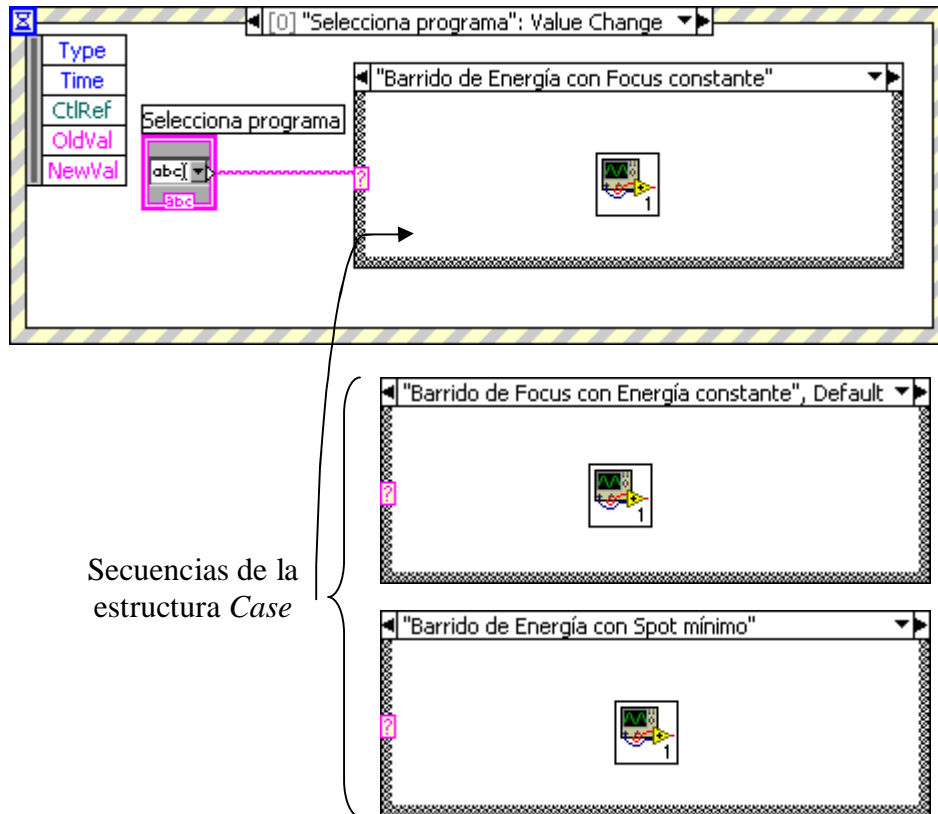 [0] "Selecciona programa": Value Change
Type
Time
CtlRef
OldVal
NewVal
Selecciona programa
abc
abc
"Barrido de Energía con Focus constante"
?
1
"Barrido de Focus con Energía constante", Default
?
1
Secuencias de la
estructura Case
"Barrido de Energía con Spot mínimo"
?
1